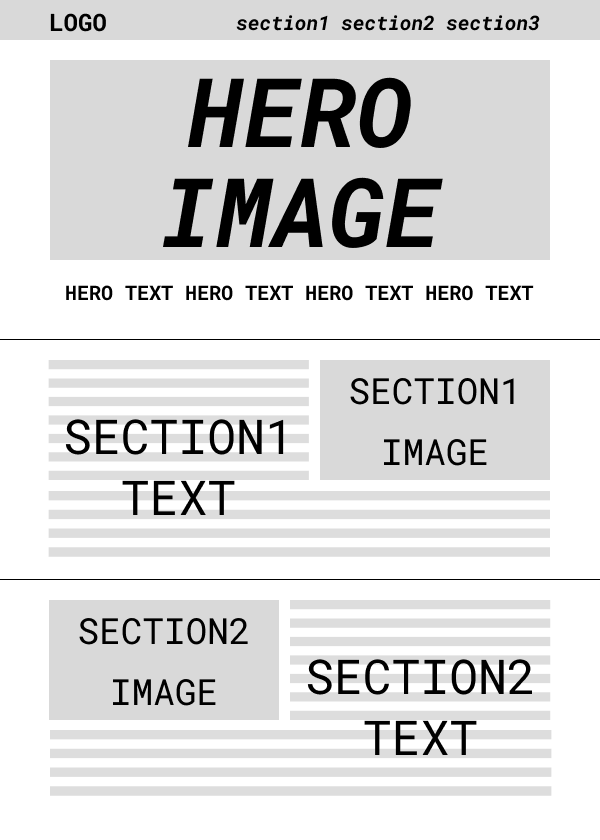 LOGO section1 section2 section3
HERO
IMAGE
HERO TEXT HERO TEXT HERO TEXT HERO TEXT
SECTION1
TEXT
SECTION1
IMAGE
SECTION2
IMAGE
SECTION2
TEXT